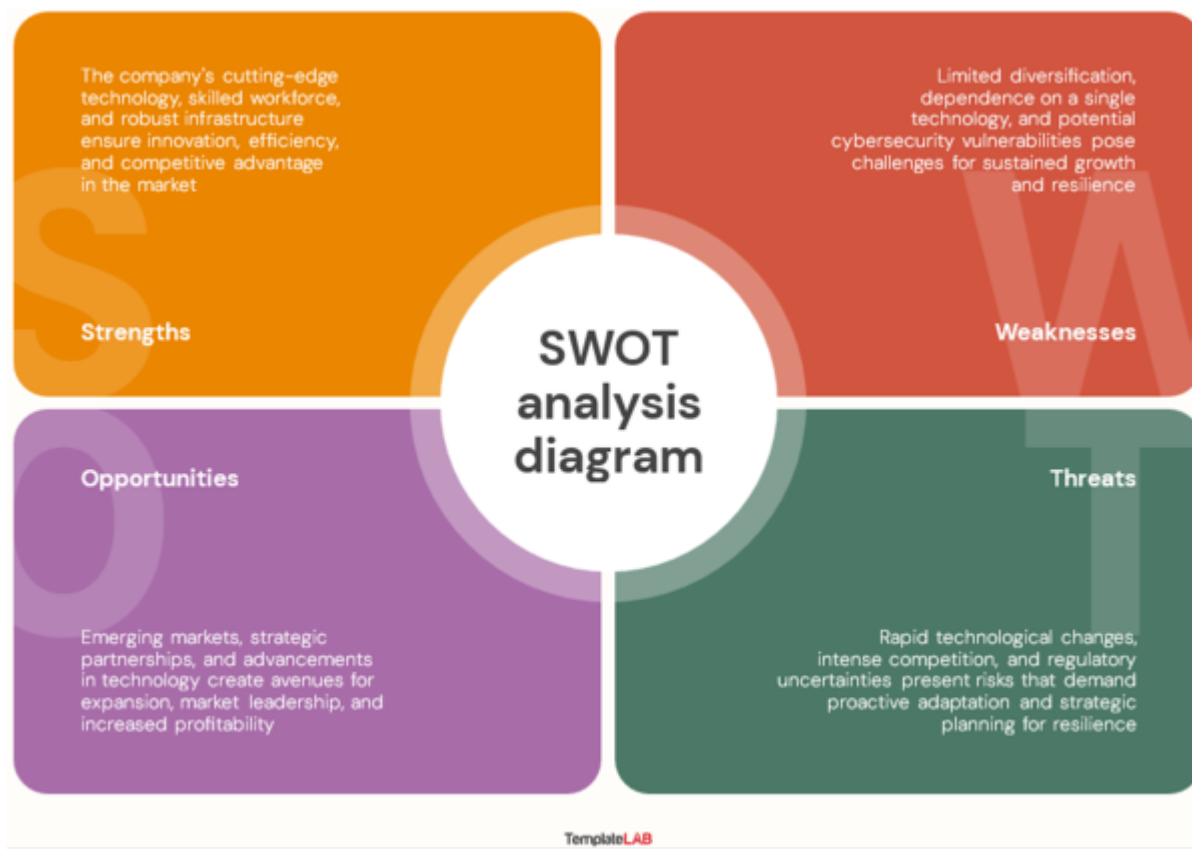 The company's cutting-edge
technology, skilled workforce,
and robust infrastructure
ensure innovation, efficiency,
and competitive advantage
in the market
S
Strengths
Limited diversification,
dependence on a single
technology, and potential
cybersecurity vulnerabilities pose
challenges for sustained growth
and resilience
W
Weaknesses
SWOT
analysis
diagram
O
Opportunities
Emerging markets, strategic
partnerships, and advancements
in technology create avenues for
expansion, market leadership, and
increased profitability
T
Threats
Rapid technological changes,
intense competition, and regulatory
uncertainties present risks that demand
proactive adaptation and strategic
planning for resilience
TemplateLAB